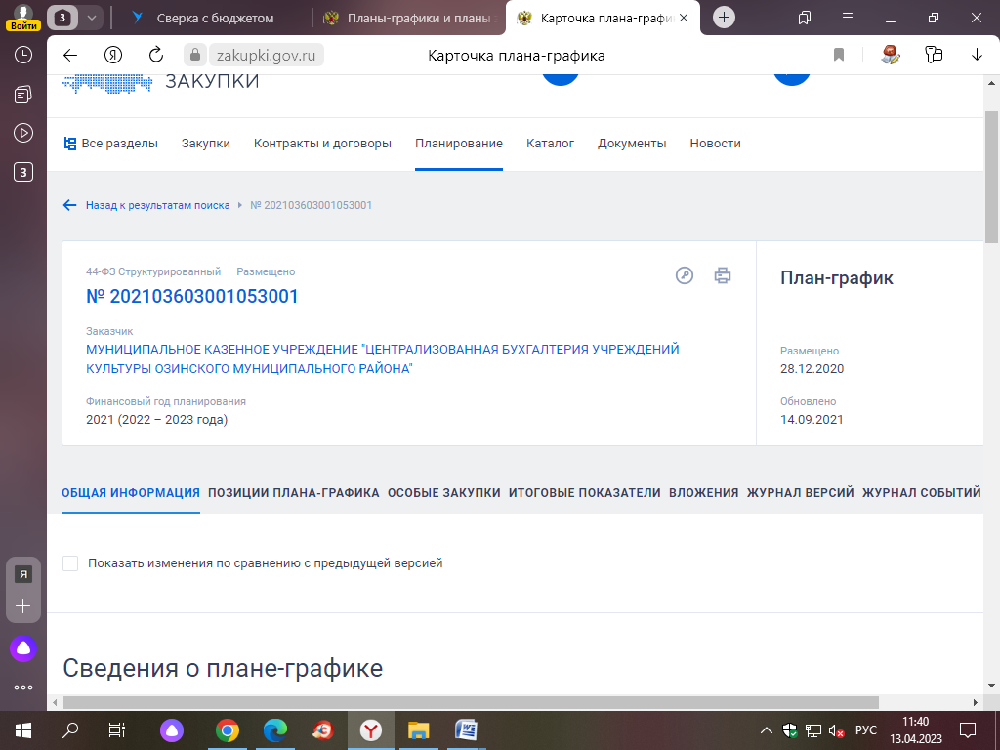 Войти
3
Сверка с бюджетом
Планы-графики и планы
Карточка плана-графи
zakupki.gov.ru
Карточка плана-графика
3
ЗАКУПКИ
Все разделы
Закупки
Контракты и договоры
Планирование
Каталог
Документы
Новости
Назад к результатам поиска
№ 202103603001053001
44-ФЗ Структурированный
Размещено
№ 202103603001053001
Заказчик
МУНИЦИПАЛЬНОЕ КАЗЕННОЕ УЧРЕЖДЕНИЕ "ЦЕНТРАЛИЗОВАННАЯ БУХГАЛТЕРИЯ УЧРЕЖДЕНИЙ
КУЛЬТУРЫ ОЗИНСКОГО МУНИЦИПАЛЬНОГО РАЙОНА"
Финансовый год планирования
2021 (2022 – 2023 года)
План-график
Размещено
28.12.2020
Обновлено
14.09.2021
ОБЩАЯ ИНФОРМАЦИЯ
ПОЗИЦИИ ПЛАНА-ГРАФИКА
ОСОБЫЕ ЗАКУПКИ
ИТОГОВЫЕ ПОКАЗАТЕЛИ
ВЛОЖЕНИЯ
ЖУРНАЛ ВЕРСИЙ
ЖУРНАЛ СОБЫТИЙ
Показать изменения по сравнению с предыдущей версией
Сведения о плане-графике
Я
РУС
11:40
13.04.2023